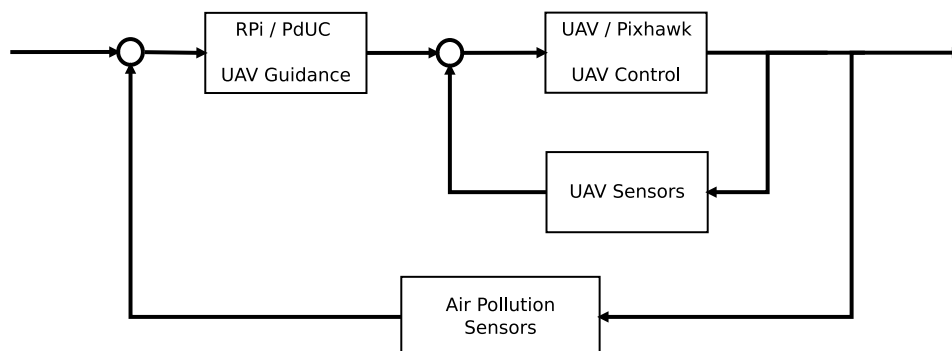 RPi / PdUC
UAV Guidance
UAV / Pixhawk
UAV Control
UAV Sensors
Air Pollution
Sensors